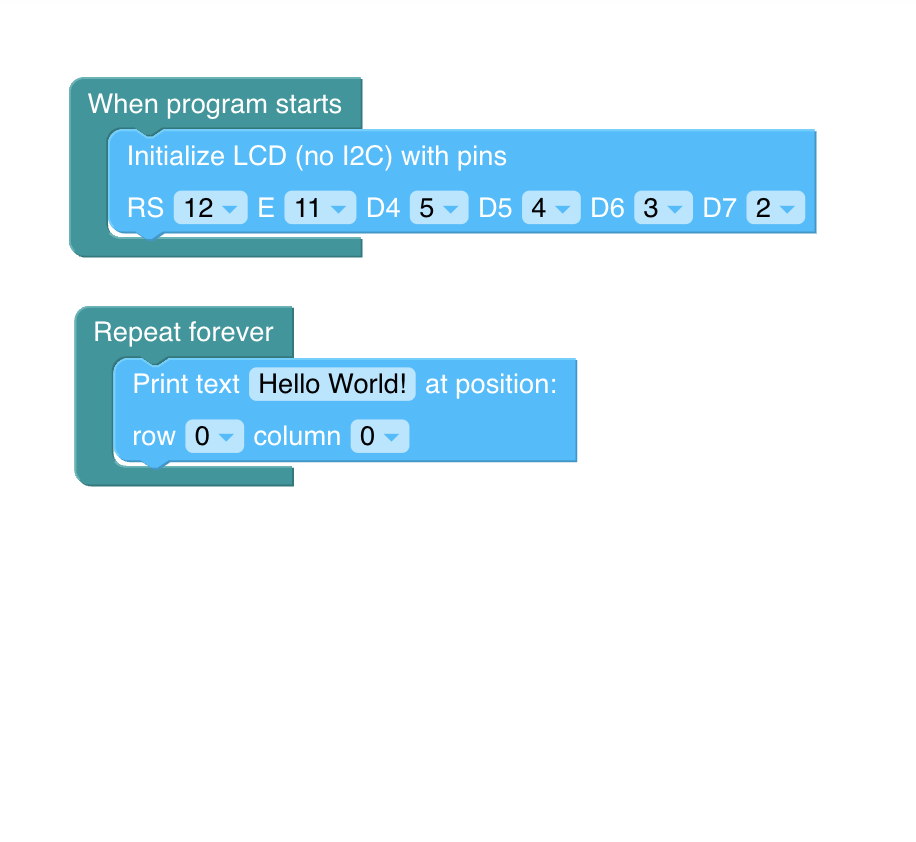 When program starts
Initialize LCD (no I2C) with pins
RS 12 E 11 D4 5 D5 4 D6 3 D7 2
Repeat forever
Print text Hello World! at position:
row 0 column 0